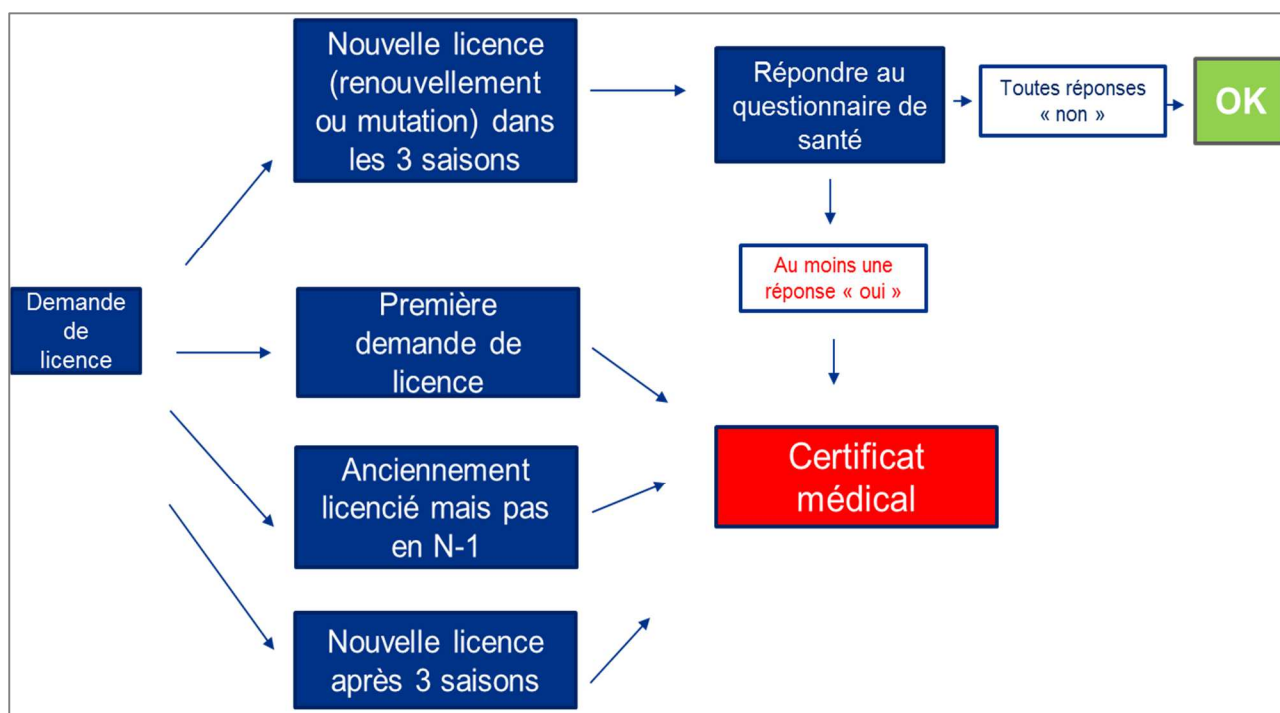 Nouvelle licence
(renouvellement
ou mutation) dans
les 3 saisons
Répondre au
questionnaire de
santé
Toutes réponses
« non »
OK
Au moins une
réponse « oui »
Demande
de
licence
Première
demande de
licence
Certificat
médical
Anciennement
licencié mais pas
en N-1
Nouvelle licence
après 3 saisons